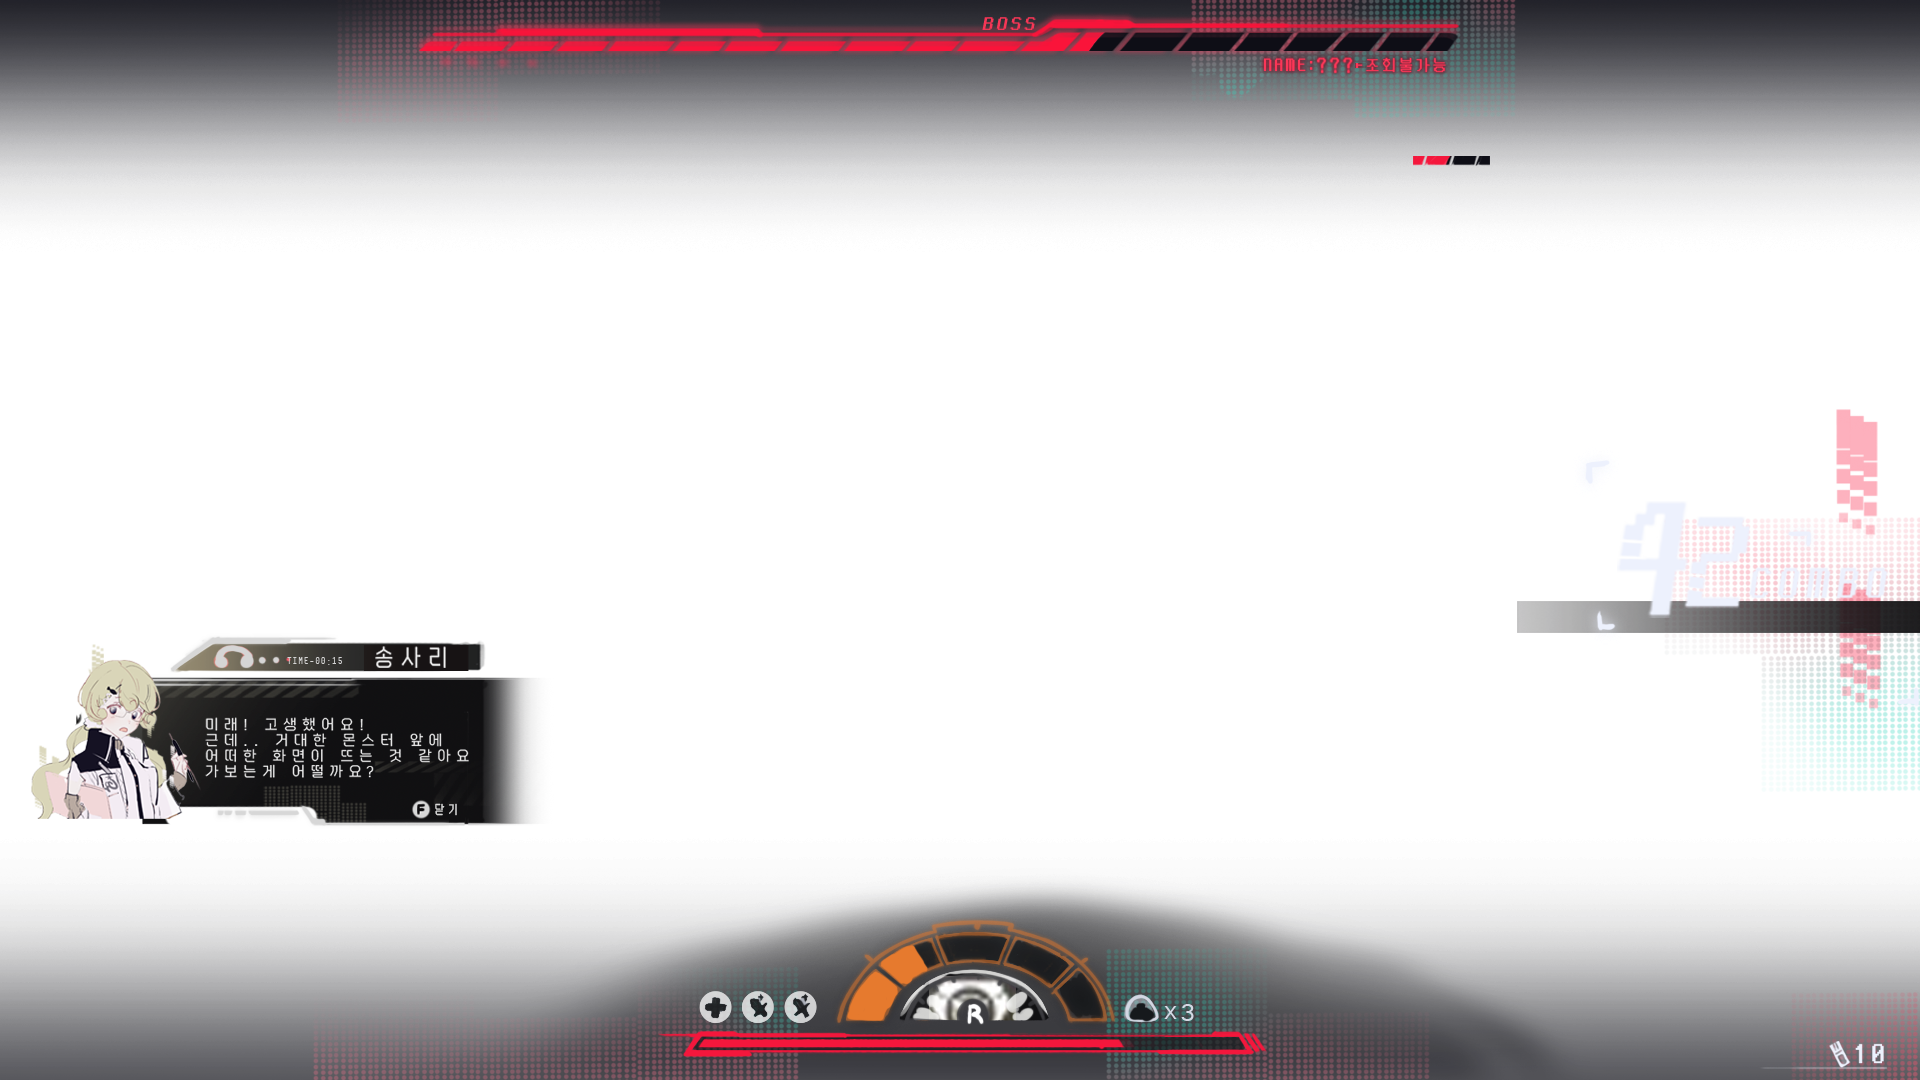 BOSS
NAME:???-조회불가능
42
COMBO
TIME-00:15
송사리
미래! 고생했어요!
근데.. 거대한 몬스터 앞에
어떠한 화면이 뜨는 것 같아요
가보는게 어떨까요?
F 닫기
R
x3
10